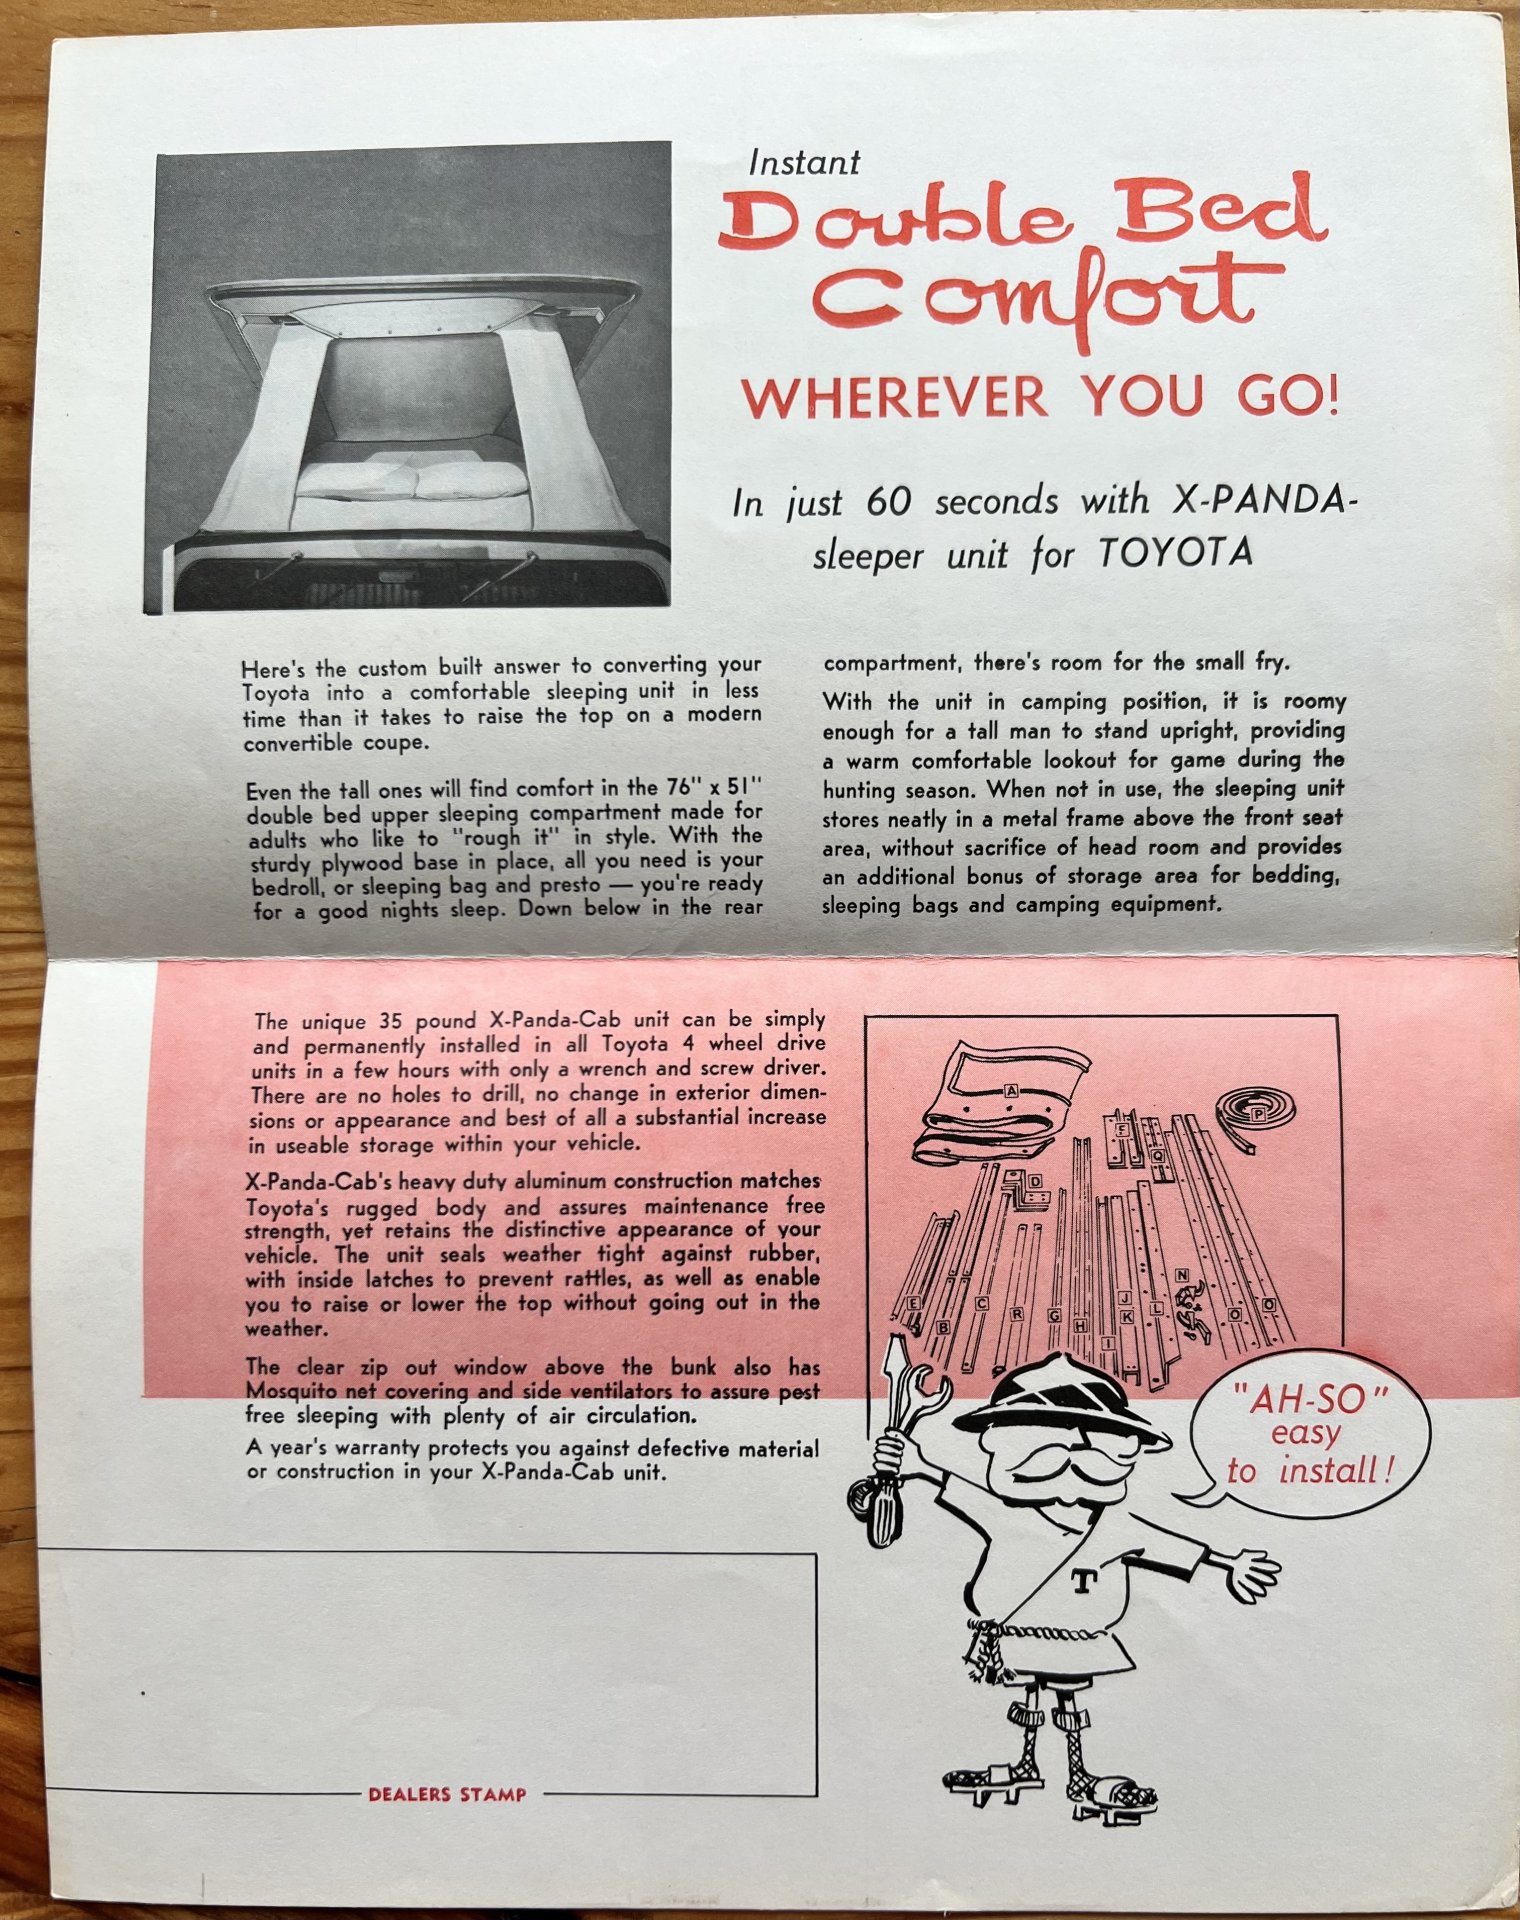 Instant
Double Bed
Comfort
WHEREVER YOU GO!
In just 60 seconds with X-PANDA-
sleeper unit for TOYOTA
Here's the custom built answer to converting your
Toyota into a comfortable sleeping unit in less
time than it takes to raise the top on a modern
convertible coupe.
Even the tall ones will find comfort in the 76" x 51"
double bed upper sleeping compartment made for
adults who like to "rough it" in style. With the
sturdy plywood base in place, all you need is your
bedroll, or sleeping bag and presto — you're ready
for a good nights sleep. Down below in the rear
compartment, there's room for the small fry.
With the unit in camping position, it is roomy
enough for a tall man to stand upright, providing
a warm comfortable lookout for game during the
hunting season. When not in use, the sleeping unit
stores neatly in a metal frame above the front seat
area, without sacrifice of head room and provides
an additional bonus of storage area for bedding,
sleeping bags and camping equipment.
The unique 35 pound X-Panda-Cab unit can be simply
and permanently installed in all Toyota 4 wheel drive
units in a few hours with only a wrench and screw driver.
There are no holes to drill, no change in exterior dimen-
sions or appearance and best of all a substantial increase
in useable storage within your vehicle.
X-Panda-Cab's heavy duty aluminum construction matches
Toyota's rugged body and assures maintenance free
strength, yet retains the distinctive appearance of your
vehicle. The unit seals weather tight against rubber,
with inside latches to prevent rattles, as well as enable
you to raise or lower the top without going out in the
weather.
The clear zip out window above the bunk also has
Mosquito net covering and side ventilators to assure pest
free sleeping with plenty of air circulation.
A year's warranty protects you against defective material
or construction in your X-Panda-Cab unit.
A
P
F
Q
D
E
B
C
R
G
H
I
J
K
L
N
O
O
"AH-SO"
easy
to install!
T
DEALERS STAMP